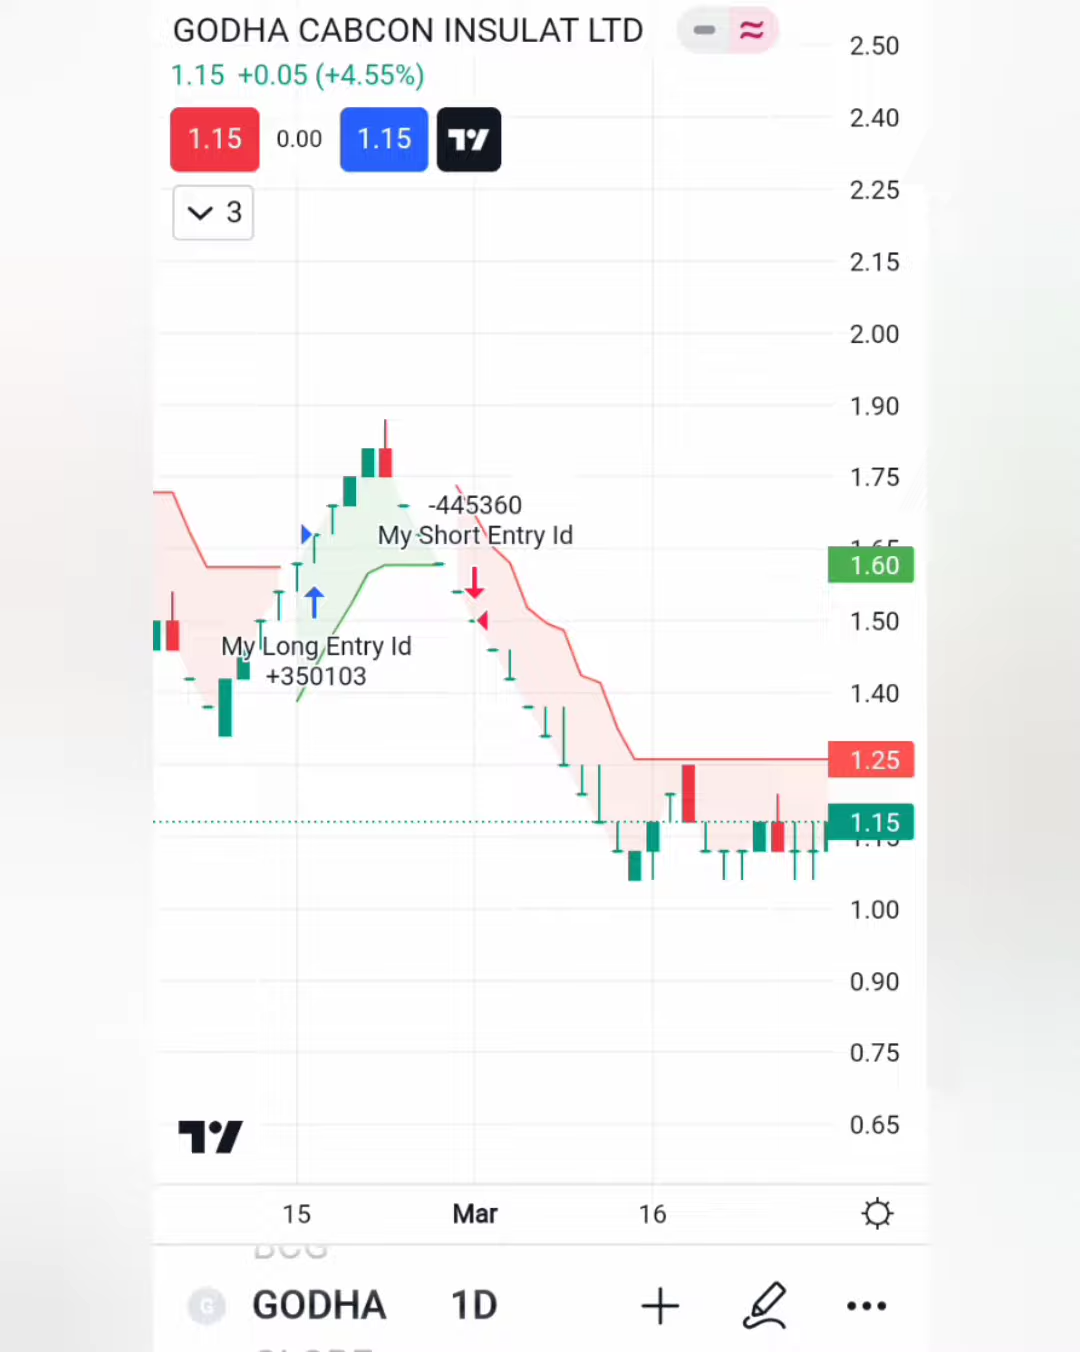 GODHA CABCON INSULAT LTD
1.15 +0.05 (+4.55%)
1.15 0.00 1.15
3
2.50
2.40
2.25
2.15
2.00
1.90
1.75
-445360
My Short Entry Id
1.60
1.50
My Long Entry Id
+350103
1.40
1.25
1.15
1.00
0.90
0.75
0.65
15 Mar 16
G GODHA 1D